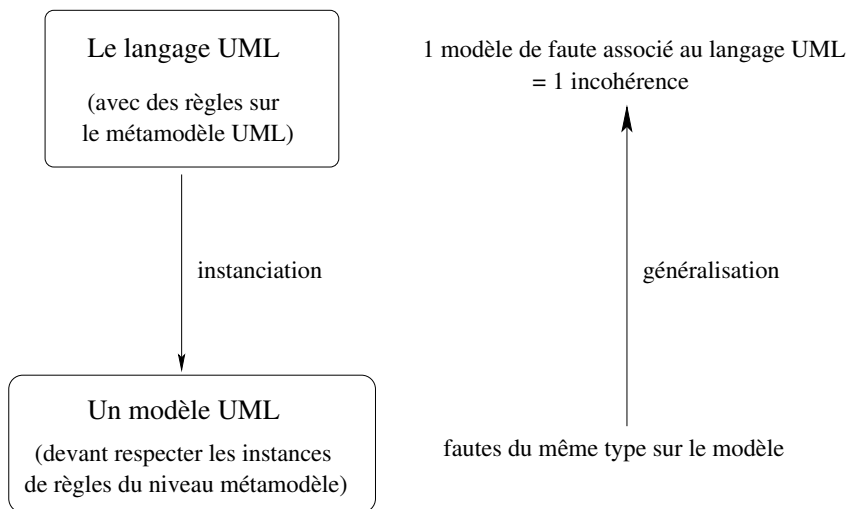 Le langage UML
(avec des règles sur
le métamodèle UML)
1 modèle de faute associé au langage UML
= 1 incohérence
instanciation
généralisation
Un modèle UML
(devant respecter les instances
de règles du niveau métamodèle)
fautes du même type sur le modèle